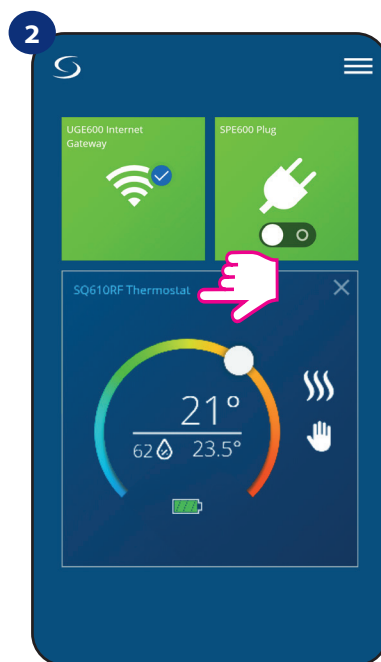 2
UGE600 Internet
Gateway
SPE600 Plug
SQ610RF Thermostat
21°
62 % 23.5°